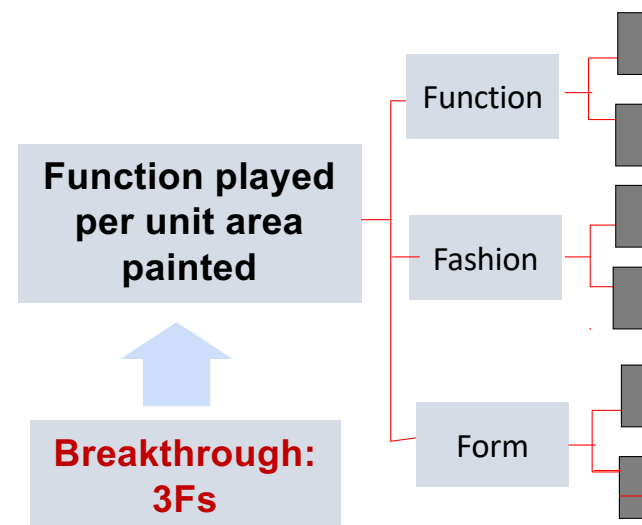 Function
Function played
per unit area
painted
Fashion
Form
Breakthrough:
3Fs